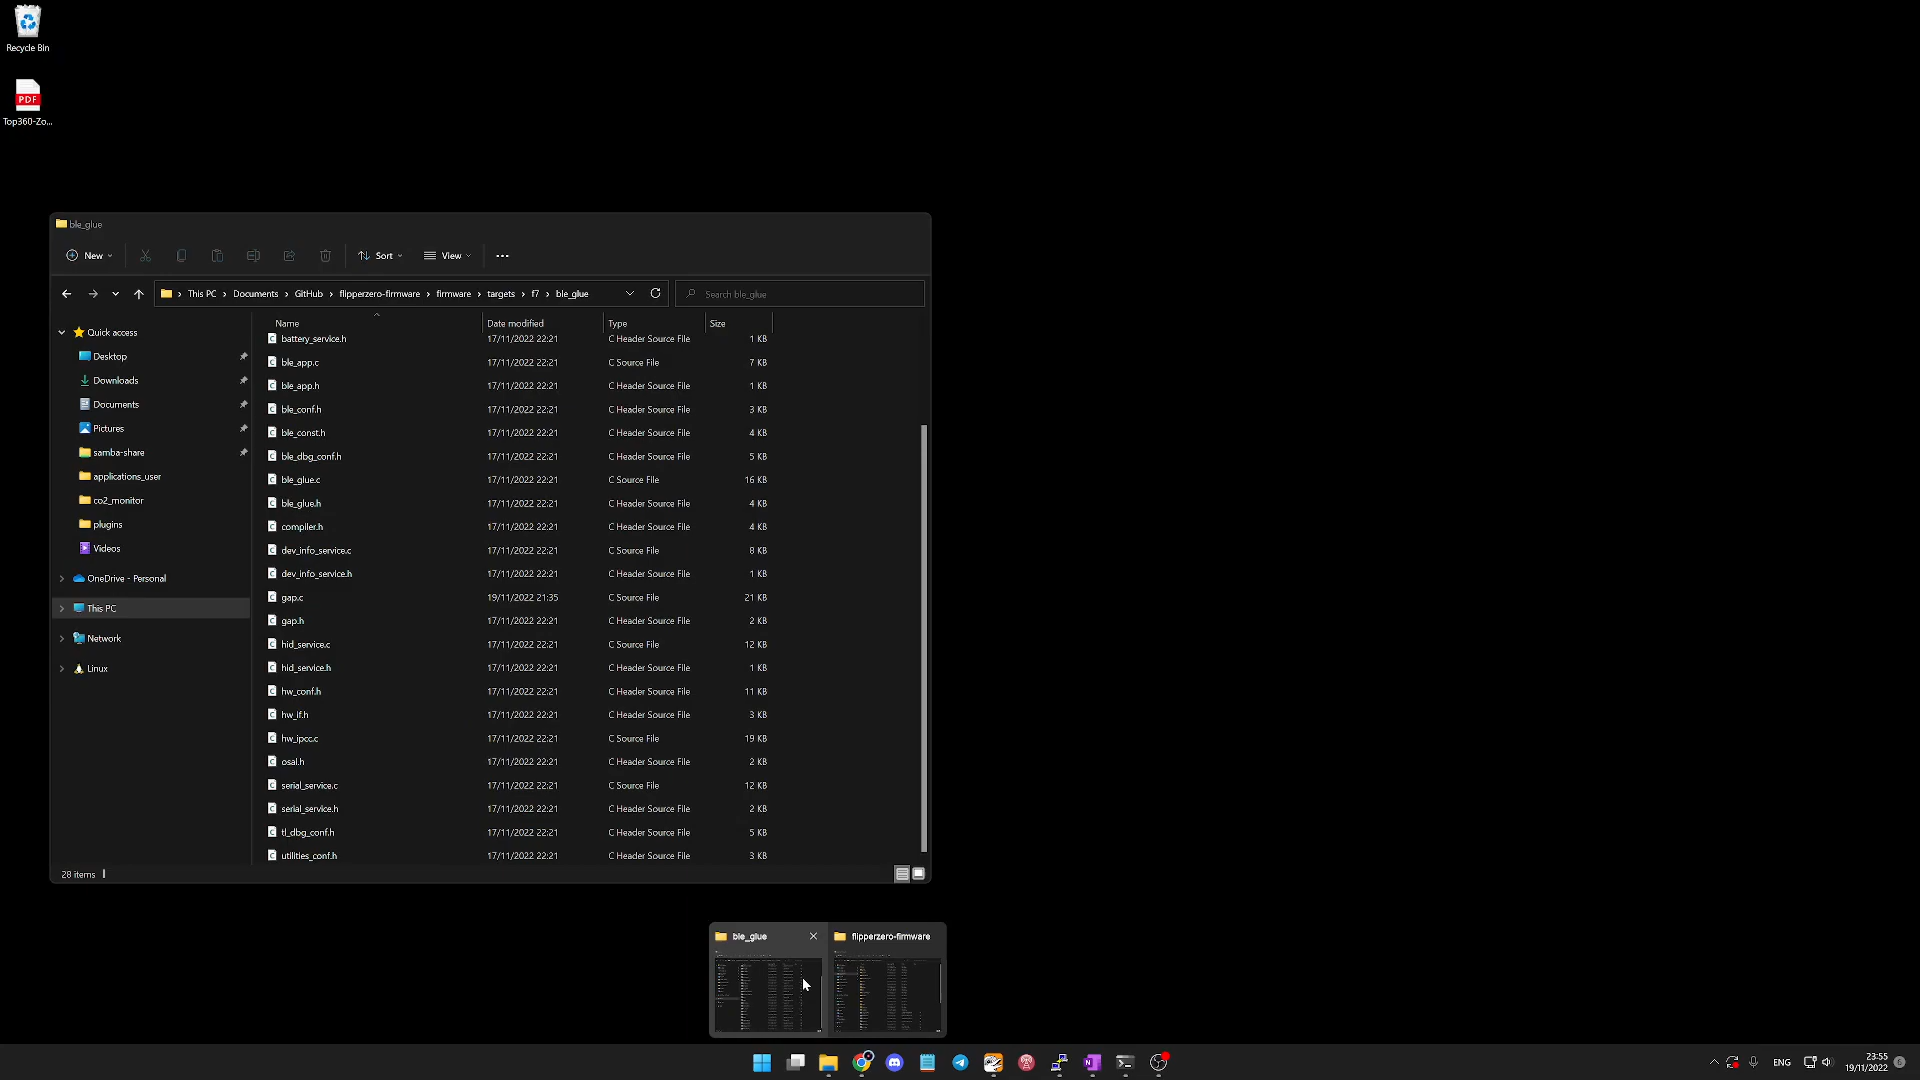 Recycle Bin
PDF
Top360-Zo...
ble_glue
New
Sort
View
This PC
Documents
GitHub
flipperzero-firmware
firmware
targets
f7
ble_glue
Search ble_glue
Quick access
Desktop
Downloads
Documents
Pictures
samba-share
applications_user
co2_monitor
plugins
Videos
OneDrive - Personal
This PC
Network
Linux
Name Date modified Type Size
battery_service.h 17/11/2022 22:21 C Header Source File 1 KB
ble_app.c 17/11/2022 22:21 C Source File 7 KB
ble_app.h 17/11/2022 22:21 C Header Source File 1 KB
ble_conf.h 17/11/2022 22:21 C Header Source File 3 KB
ble_const.h 17/11/2022 22:21 C Header Source File 4 KB
ble_dbg_conf.h 17/11/2022 22:21 C Header Source File 5 KB
ble_glue.c 17/11/2022 22:21 C Source File 16 KB
ble_glue.h 17/11/2022 22:21 C Header Source File 4 KB
compiler.h 17/11/2022 22:21 C Header Source File 4 KB
dev_info_service.c 17/11/2022 22:21 C Source File 8 KB
dev_info_service.h 17/11/2022 22:21 C Header Source File 1 KB
gap.c 19/11/2022 21:35 C Source File 21 KB
gap.h 17/11/2022 22:21 C Header Source File 2 KB
hid_service.c 17/11/2022 22:21 C Source File 12 KB
hid_service.h 17/11/2022 22:21 C Header Source File 1 KB
hw_conf.h 17/11/2022 22:21 C Header Source File 11 KB
hw_if.h 17/11/2022 22:21 C Header Source File 3 KB
hw_ipcc.c 17/11/2022 22:21 C Source File 19 KB
osal.h 17/11/2022 22:21 C Header Source File 2 KB
serial_service.c 17/11/2022 22:21 C Source File 12 KB
serial_service.h 17/11/2022 22:21 C Header Source File 2 KB
tl_dbg_conf.h 17/11/2022 22:21 C Header Source File 5 KB
utilities_conf.h 17/11/2022 22:21 C Header Source File 3 KB
28 items
ble_glue
flipperzero-firmware
ENG
23:55
19/11/2022